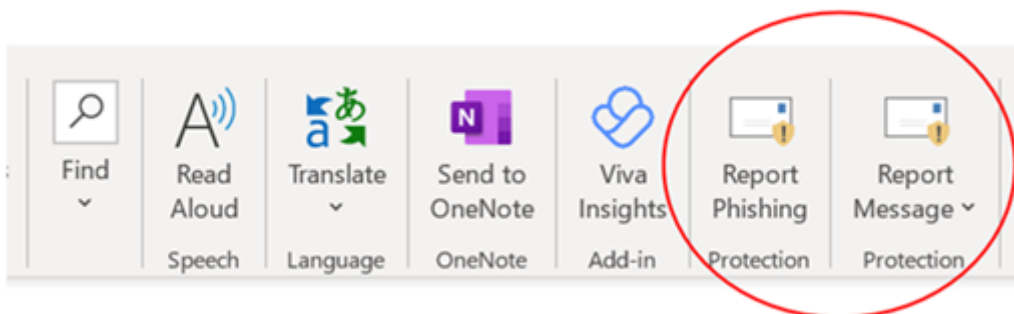 Find
Read
Aloud
Speech
Translate
Language
Send to
OneNote
OneNote
Viva
Insights
Add-in
Report
Phishing
Protection
Report
Message
Protection